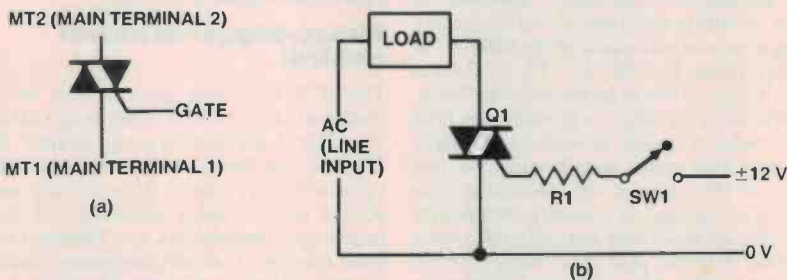 MT2 (MAIN TERMINAL 2)
GATE
MT1 (MAIN TERMINAL 1)
(a)
LOAD
AC
(LINE
INPUT)
Q1
R1
SW1
±12 V
0 V
(b)